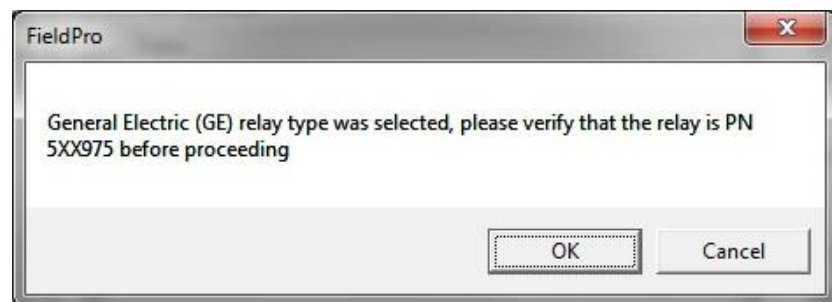 FieldPro
General Electric (GE) relay type was selected, please verify that the relay is PN
5XX975 before proceeding
OK
Cancel